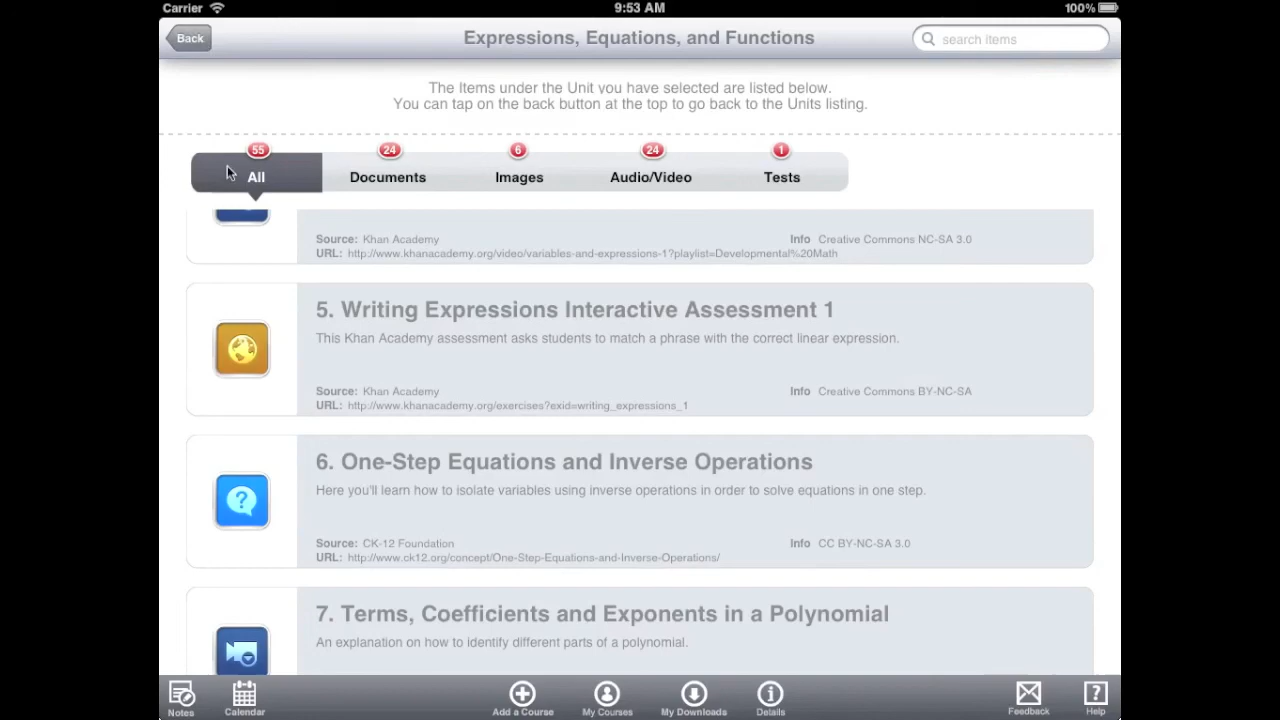 Carrier 9:53 AM 100%
Back Expressions, Equations, and Functions search items
The Items under the Unit you have selected are listed below.
You can tap on the back button at the top to go back to the Units listing.
55 24 6 24 1
All Documents Images Audio/Video Tests
Source: Khan Academy Info Creative Commons NC-SA 3.0
URL: http://www.khanacademy.org/video/variables-and-expressions-1?playlist=Developmental%20Math
5. Writing Expressions Interactive Assessment 1
This Khan Academy assessment asks students to match a phrase with the correct linear expression.
Source: Khan Academy Info Creative Commons BY-NC-SA
URL: http://www.khanacademy.org/exercises?exid=writing_expressions_1
6. One-Step Equations and Inverse Operations
Here you'll learn how to isolate variables using inverse operations in order to solve equations in one step.
Source: CK-12 Foundation Info CC BY-NC-SA 3.0
URL: http://www.ck12.org/concept/One-Step-Equations-and-Inverse-Operations/
7. Terms, Coefficients and Exponents in a Polynomial
An explanation on how to identify different parts of a polynomial.
Notes Calendar Add a Course My Courses My Downloads Details Feedback Help